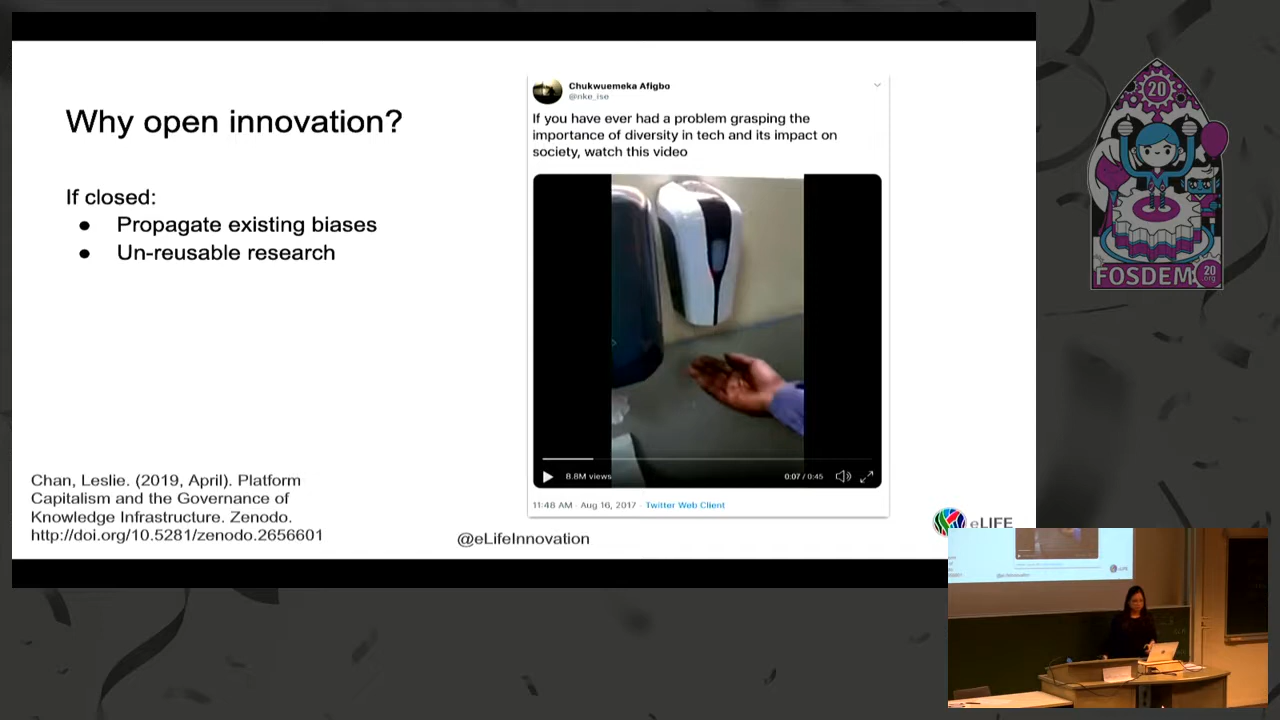 Why open innovation?
If closed:
● Propagate existing biases
● Un-reusable research
Chan, Leslie. (2019, April). Platform
Capitalism and the Governance of
Knowledge Infrastructure. Zenodo.
http://doi.org/10.5281/zenodo.2656601
Chukwuemeka Afigbo
@nke_ise
If you have ever had a problem grasping the
importance of diversity in tech and its impact on
society, watch this video
8.8M views
0:07 / 0:45
11:48 AM · Aug 16, 2017 · Twitter Web Client
@eLifeInnovation
eLIFE
20
FOSDEM
20
.org